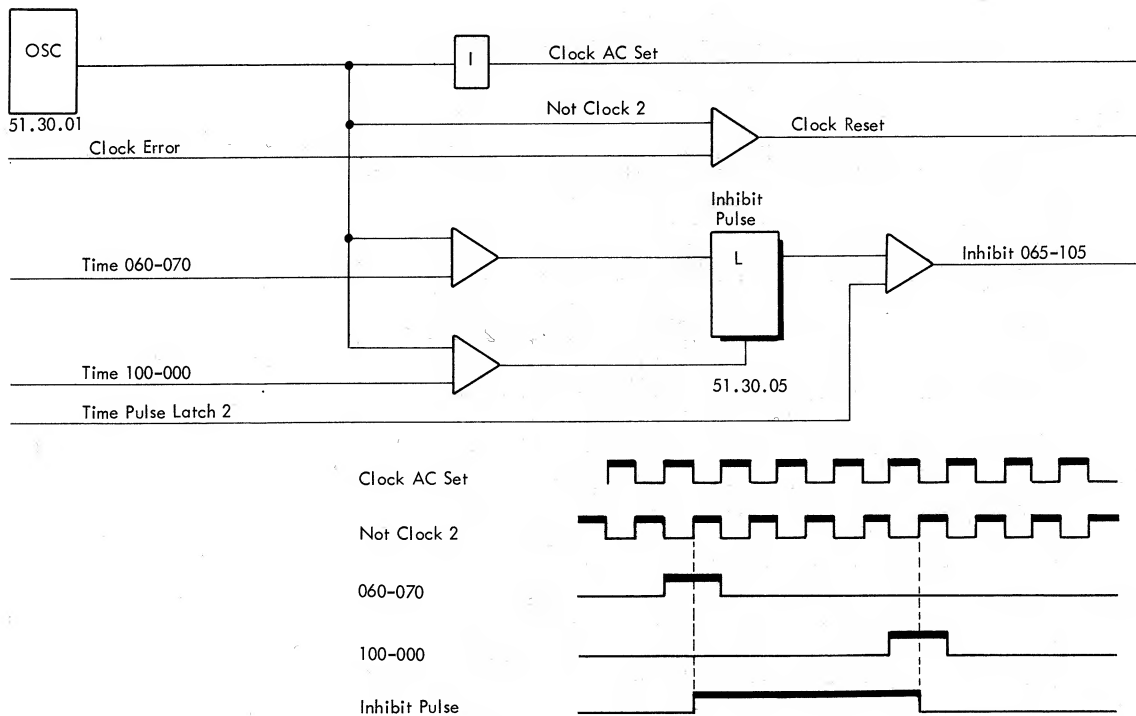 OSC
I
Clock AC Set
51.30.01
Not Clock 2
Clock Error
Clock Reset
Inhibit
Pulse
Time 060-070
L
Inhibit 065-105
Time 100-000
51.30.05
Time Pulse Latch 2
Clock AC Set
Not Clock 2
060-070
100-000
Inhibit Pulse